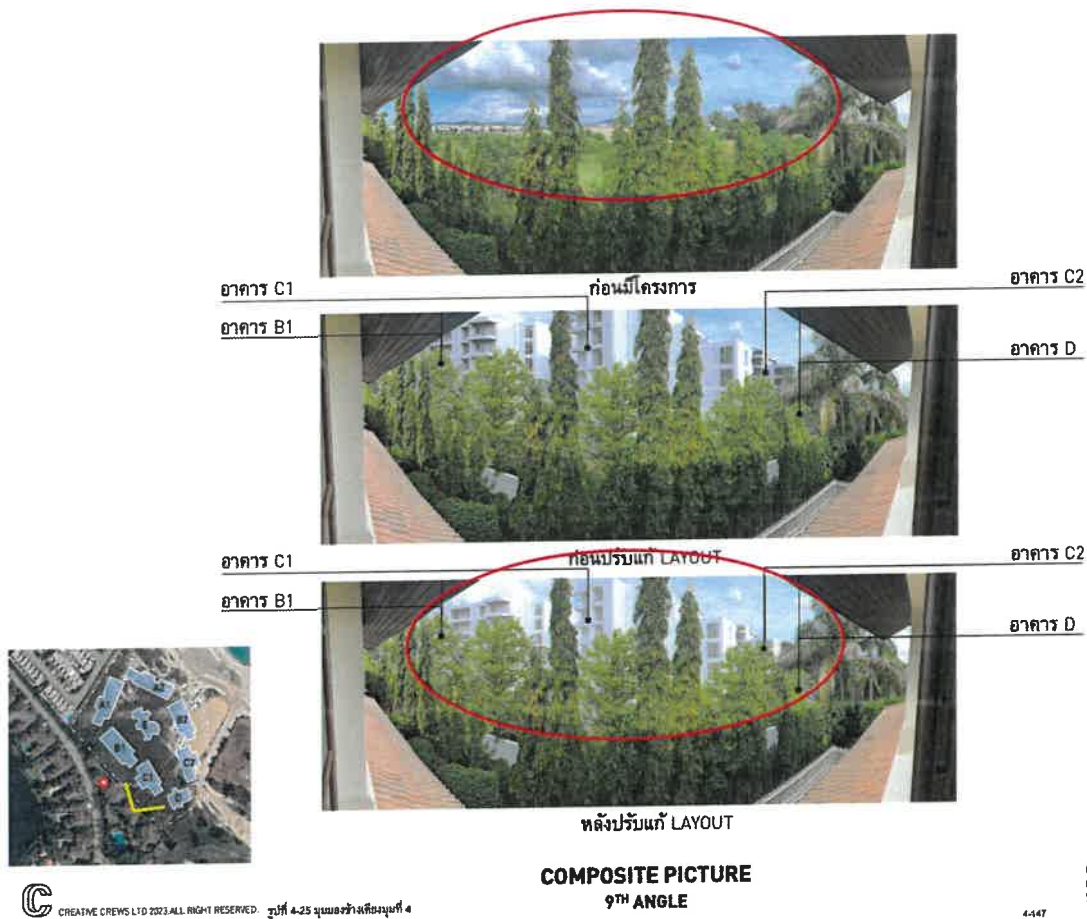 ก่อนมีโครงการ
อาคาร C1
อาคาร C2
อาคาร B1
อาคาร D
ก่อนปรับแก้ LAYOUT
อาคาร C1
อาคาร C2
อาคาร B1
อาคาร D
หลังปรับแก้ LAYOUT
COMPOSITE PICTURE
9TH ANGLE
C CREATIVE CREWS LTD 2023.ALL RIGHT RESERVED. รูปที่ 4-25 มุมมองข้างเคียงมุมที่ 4
4-147